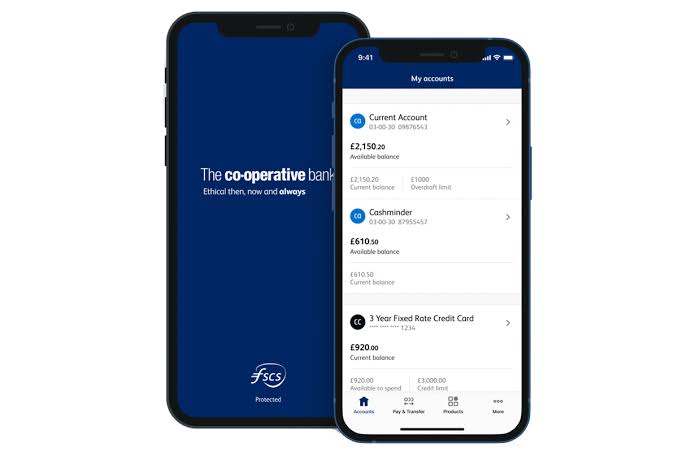 The co-operative bank
Ethical then, now and always
fscs
Protected
9:41
My accounts
ca
Current Account
03-00-30 09876543
£2,150.20
Available balance
£2,150.20
£1000
Current balance
Overdraft limit
ca
Cashminder
03-00-30 87955457
£610.50
Available balance
£610.50
Current balance
CC
3 Year Fixed Rate Credit Card
**** **** **** 1234
£920.00
Current balance
£920.00
£3,000.00
Available to spend
Credit limit
Accounts
Pay & Transfer
Products
More